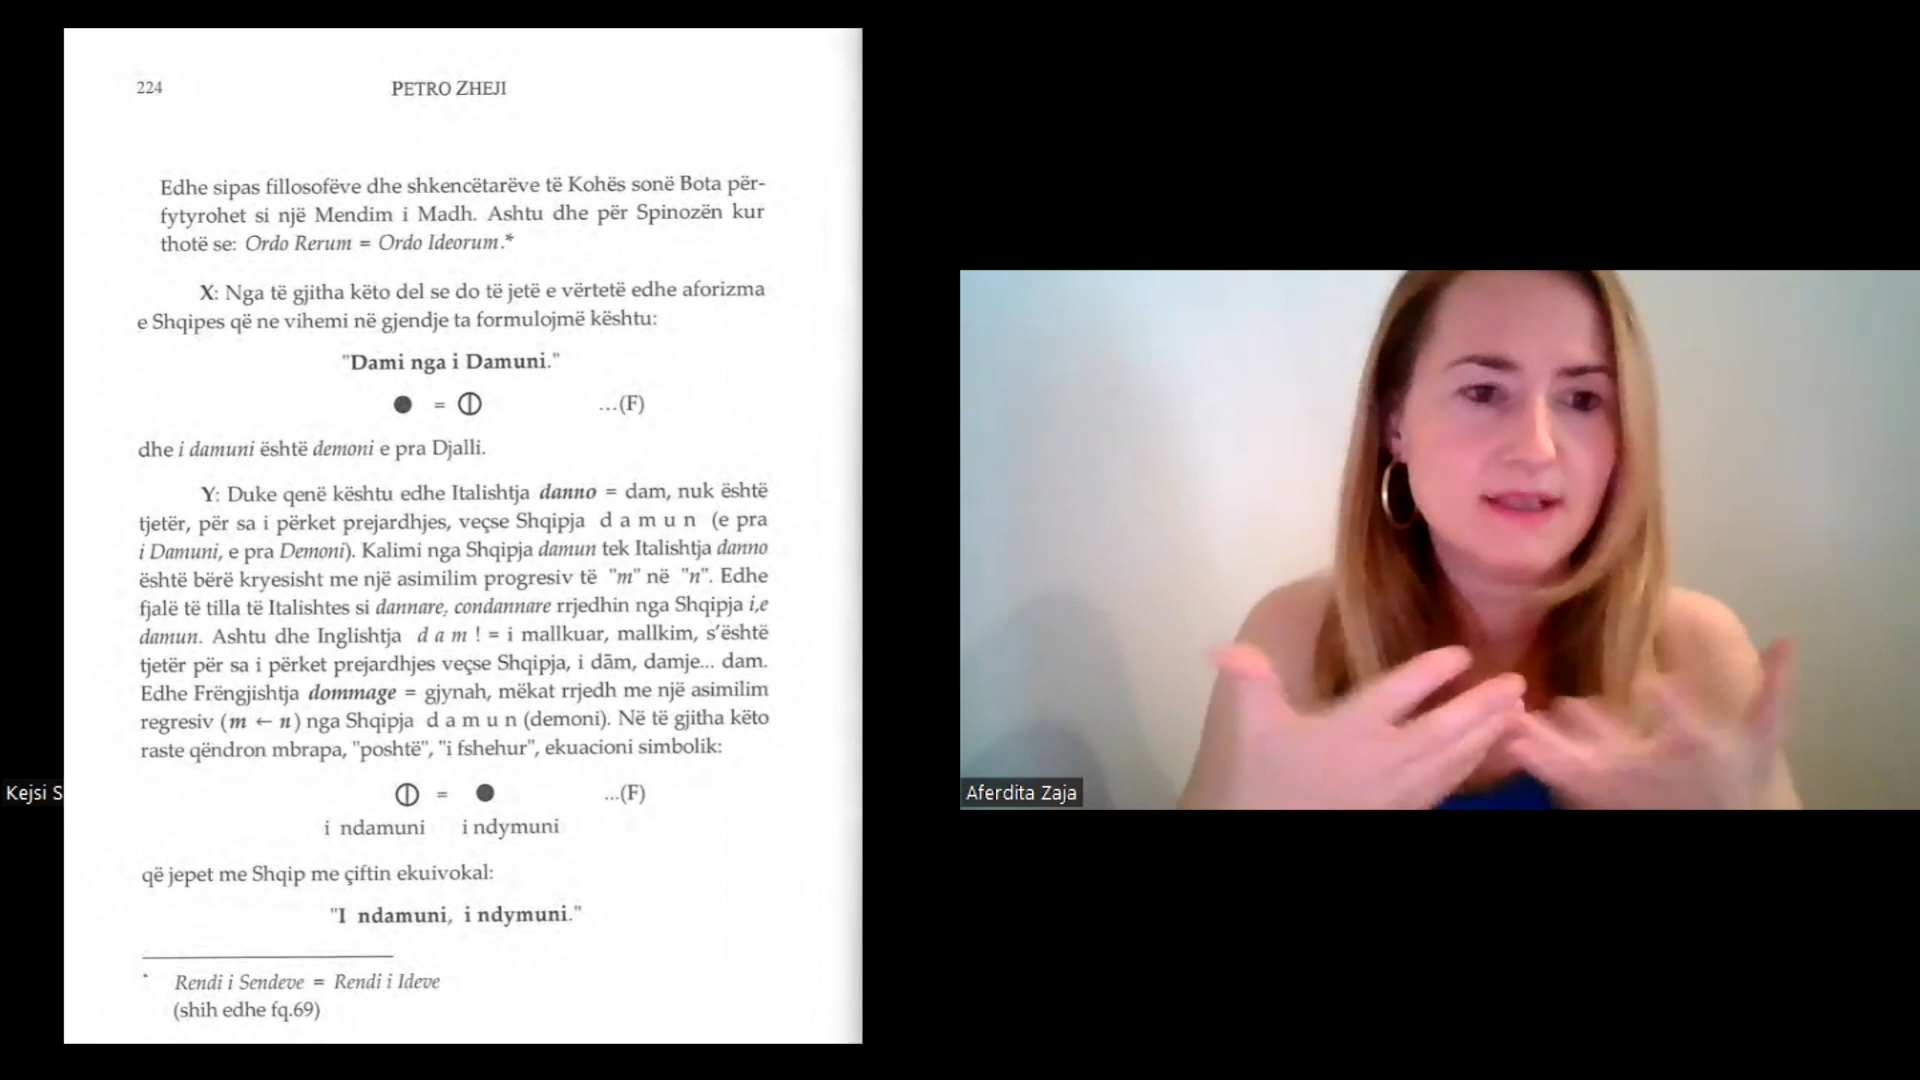 224
PETRO ZHEJI
Edhe sipas fillosofëve dhe shkencëtarëve të Kohës sonë Bota për-
fytyrohet si një Mendim i Madh. Ashtu dhe për Spinozën kur
thotë se: Ordo Rerum = Ordo Ideorum.*
X: Nga të gjitha këto del se do të jetë e vërtetë edhe aforizma
e Shqipes që ne vihemi në gjendje ta formulojmë kështu:
"Dami nga i Damuni."
● = ⦶ ...(F)
dhe i damuni është demoni e pra Djalli.
Y: Duke qenë kështu edhe Italishtja danno = dam, nuk është
tjetër, për sa i përket prejardhjes, veçse Shqipja d a m u n (e pra
i Damuni, e pra Demoni). Kalimi nga Shqipja damun tek Italishtja danno
është bërë kryesisht me një asimilim progresiv të "m" në "n". Edhe
fjalë të tilla të Italishtes si dannare, condannare rrjedhin nga Shqipja i,e
damun. Ashtu dhe Inglishtja d a m ! = i mallkuar, mallkim, s'është
tjetër për sa i përket prejardhjes veçse Shqipja, i dām, damje... dam.
Edhe Frëngjishtja dommage = gjynah, mëkat rrjedh me një asimilim
regresiv (m ← n) nga Shqipja d a m u n (demoni). Në të gjitha këto
raste qëndron mbrapa, "poshtë", "i fshehur", ekuacioni simbolik:
⦶ = ● ...(F)
i ndamuni i ndymuni
që jepet me Shqip me çiftin ekuivokal:
"I ndamuni, i ndymuni."
* Rendi i Sendeve = Rendi i Ideve
(shih edhe fq.69)
Kejsi S
Aferdita Zaja